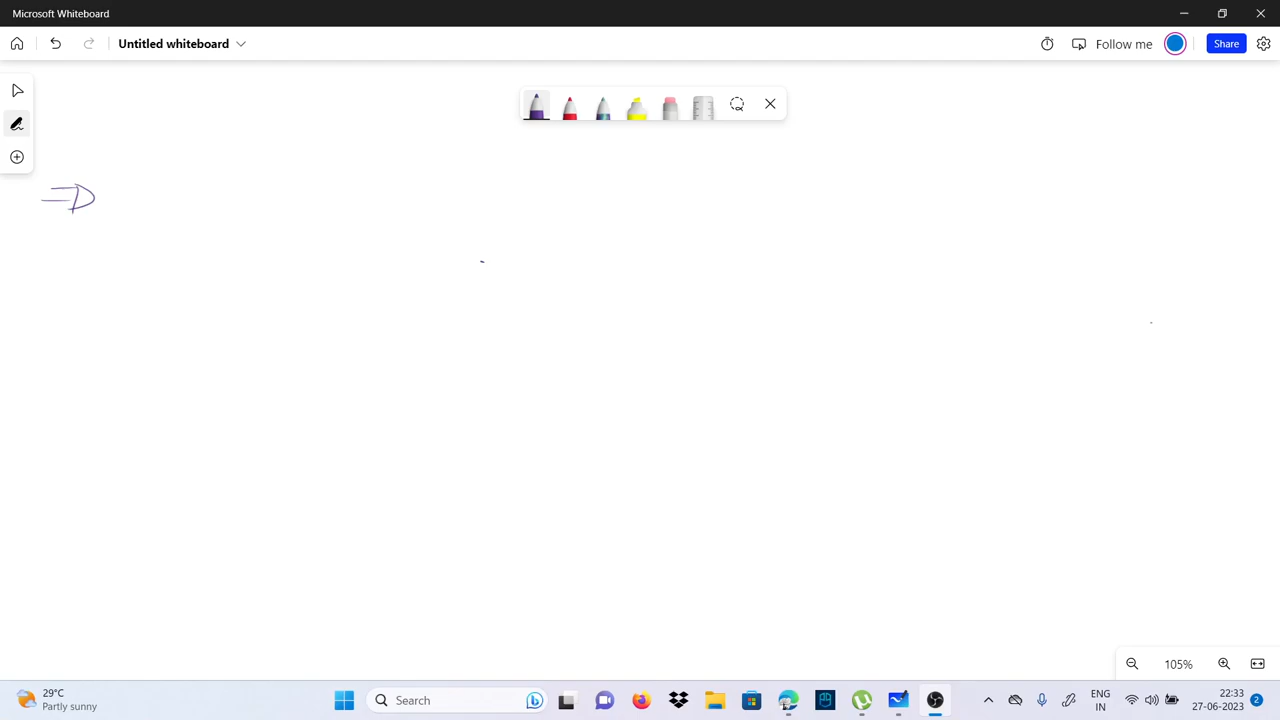 Microsoft Whiteboard
Untitled whiteboard
Follow me
Share
⇒D
105%
29°C
Partly sunny
Search
ENG
IN
22:33
27-06-2023
2